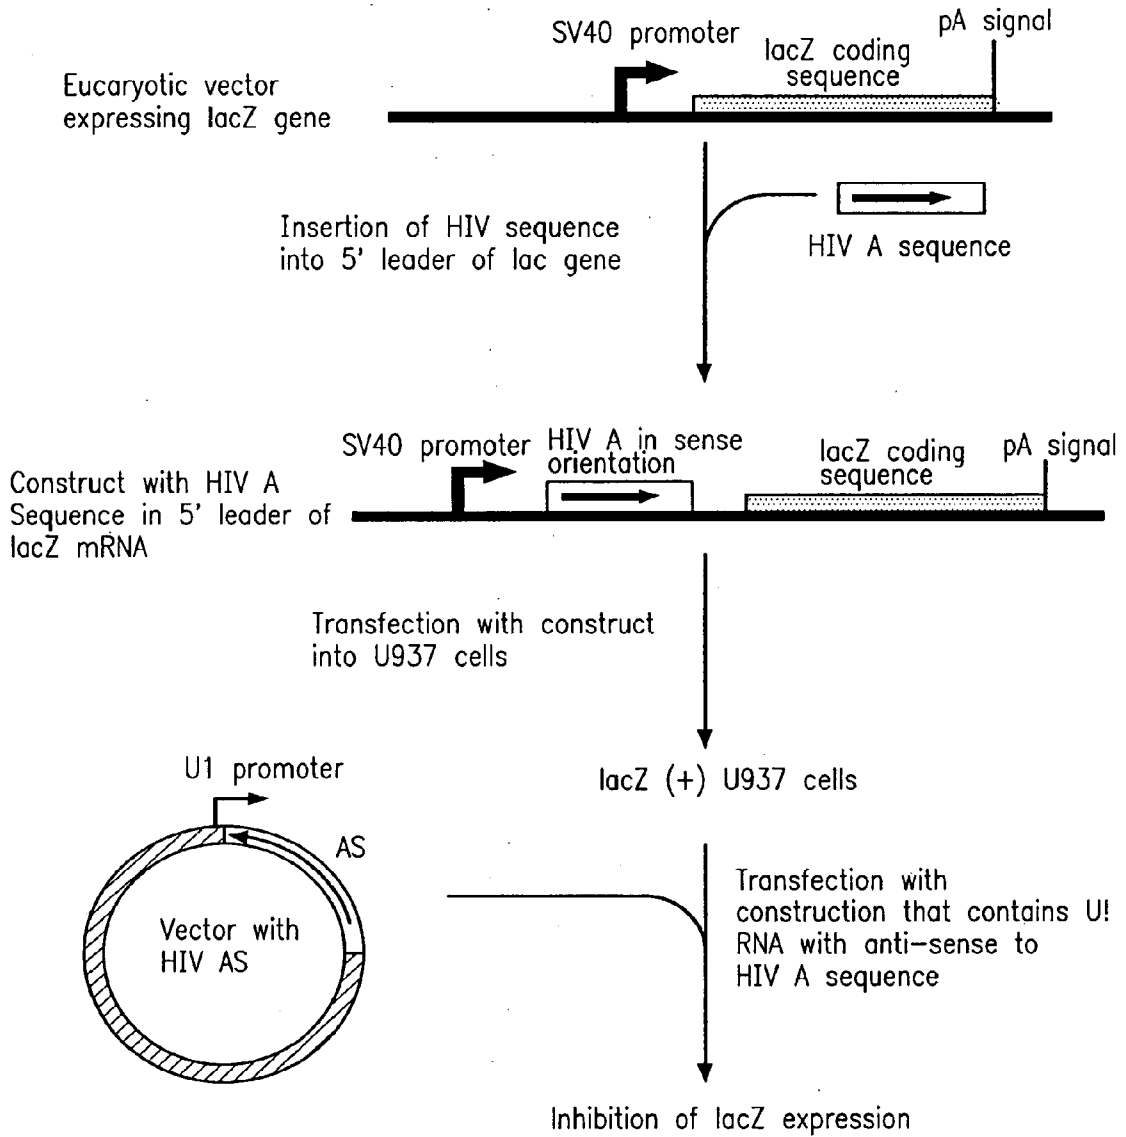 SV40 promoter
lacZ coding
sequence
pA signal
Eucaryotic vector
expressing lacZ gene
Insertion of HIV sequence
into 5' leader of lac gene
HIV A sequence
SV40 promoter
HIV A in sense
orientation
lacZ coding
sequence
pA signal
Construct with HIV A
Sequence in 5' leader of
lacZ mRNA
Transfection with construct
into U937 cells
lacZ (+) U937 cells
U1 promoter
AS
Vector with
HIV AS
Transfection with
construction that contains U!
RNA with anti-sense to
HIV A sequence
Inhibition of lacZ expression